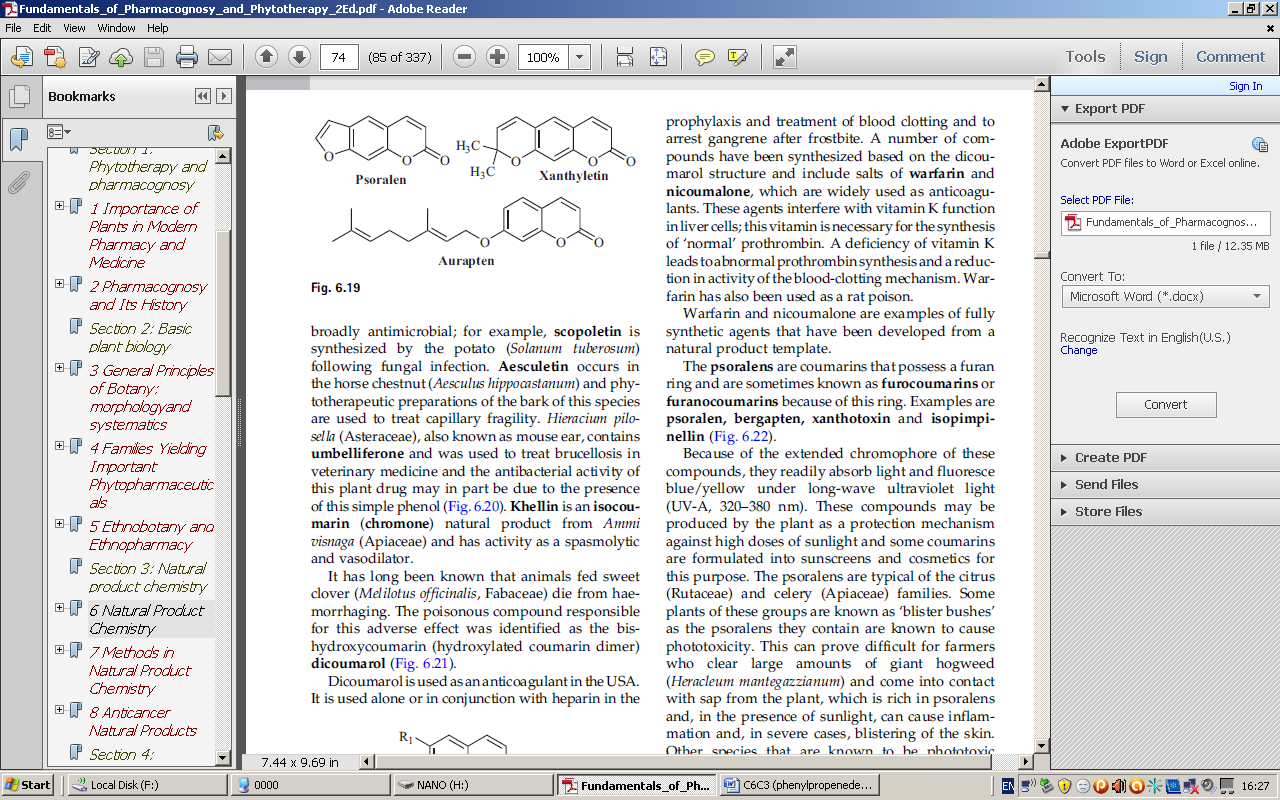 Fundamentals_of_Pharmacognosy_and_Phytotherapy_2Ed.pdf - Adobe Reader
File Edit View Window Help
74 (85 of 337) 100% Tools Sign Comment
Sign In
Bookmarks
Section 1:
Phytotherapy and
pharmacognosy
1 Importance of
Plants in Modern
Pharmacy and
Medicine
2 Pharmacognosy
and Its History
Section 2: Basic
plant biology
3 General Principles
of Botany:
morphologyand
systematics
4 Families Yielding
Important
Phytopharmaceutic
als
5 Ethnobotany and
Ethnopharmacy
Section 3: Natural
product chemistry
6 Natural Product
Chemistry
7 Methods in
Natural Product
Chemistry
8 Anticancer
Natural Products
Section 4:
O O O
Psoralen
H₃C
H₃C
O O O
Xanthyletin
O O O
Aurapten
Fig. 6.19
broadly antimicrobial; for example, scopoletin is
synthesized by the potato (Solanum tuberosum)
following fungal infection. Aesculetin occurs in
the horse chestnut (Aesculus hippocastanum) and phy-
totherapeutic preparations of the bark of this species
are used to treat capillary fragility. Hieracium pilo-
sella (Asteraceae), also known as mouse ear, contains
umbelliferone and was used to treat brucellosis in
veterinary medicine and the antibacterial activity of
this plant drug may in part be due to the presence
of this simple phenol (Fig. 6.20). Khellin is an isocou-
marin (chromone) natural product from Ammi
visnaga (Apiaceae) and has activity as a spasmolytic
and vasodilator.
It has long been known that animals fed sweet
clover (Melilotus officinalis, Fabaceae) die from hae-
morrhaging. The poisonous compound responsible
for this adverse effect was identified as the bis-
hydroxycoumarin (hydroxylated coumarin dimer)
dicoumarol (Fig. 6.21).
Dicoumarol is used as an anticoagulant in the USA.
It is used alone or in conjunction with heparin in the
R₁
prophylaxis and treatment of blood clotting and to
arrest gangrene after frostbite. A number of com-
pounds have been synthesized based on the dicou-
marol structure and include salts of warfarin and
nicoumalone, which are widely used as anticoagu-
lants. These agents interfere with vitamin K function
in liver cells; this vitamin is necessary for the synthesis
of ‘normal’ prothrombin. A deficiency of vitamin K
leads to abnormal prothrombin synthesis and a reduc-
tion in activity of the blood-clotting mechanism. War-
farin has also been used as a rat poison.
Warfarin and nicoumalone are examples of fully
synthetic agents that have been developed from a
natural product template.
The psoralens are coumarins that possess a furan
ring and are sometimes known as furocoumarins or
furanocoumarins because of this ring. Examples are
psoralen, bergapten, xanthotoxin and isopimpi-
nellin (Fig. 6.22).
Because of the extended chromophore of these
compounds, they readily absorb light and fluoresce
blue/yellow under long-wave ultraviolet light
(UV-A, 320–380 nm). These compounds may be
produced by the plant as a protection mechanism
against high doses of sunlight and some coumarins
are formulated into sunscreens and cosmetics for
this purpose. The psoralens are typical of the citrus
(Rutaceae) and celery (Apiaceae) families. Some
plants of these groups are known as ‘blister bushes’
as the psoralens they contain are known to cause
phototoxicity. This can prove difficult for farmers
who clear large amounts of giant hogweed
(Heracleum mantegazzianum) and come into contact
with sap from the plant, which is rich in psoralens
and, in the presence of sunlight, can cause inflam-
mation and, in severe cases, blistering of the skin.
Other species that are known to be phototoxic
7.44 x 9.69 in
Export PDF
Adobe ExportPDF
Convert PDF files to Word or Excel online.
Select PDF File:
Fundamentals_of_Pharmacognos...
1 file / 12.35 MB
Convert To:
Microsoft Word (*.docx)
Recognize Text in English(U.S.)
Change
Convert
Create PDF
Send Files
Store Files
Start Local Disk (F:) 0000 NANO (H:) Fundamentals_of_Ph... C6C3 (phenylpropenede... EN 16:27